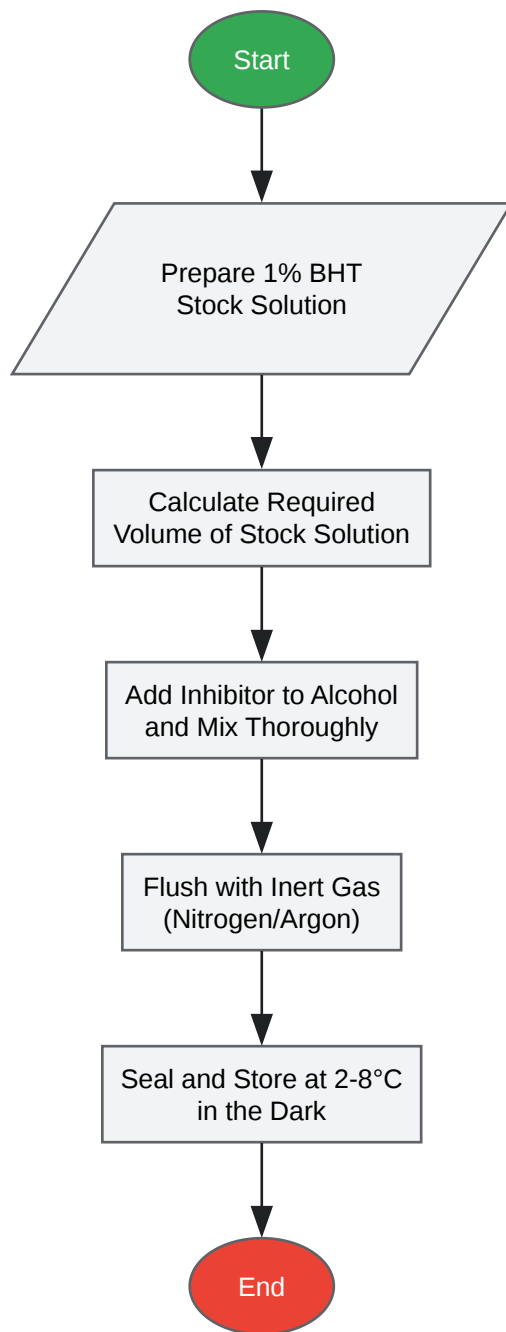 Start
Prepare 1% BHT
Stock Solution
Calculate Required
Volume of Stock Solution
Add Inhibitor to Alcohol
and Mix Thoroughly
Flush with Inert Gas
(Nitrogen/Argon)
Seal and Store at 2-8°C
in the Dark
End